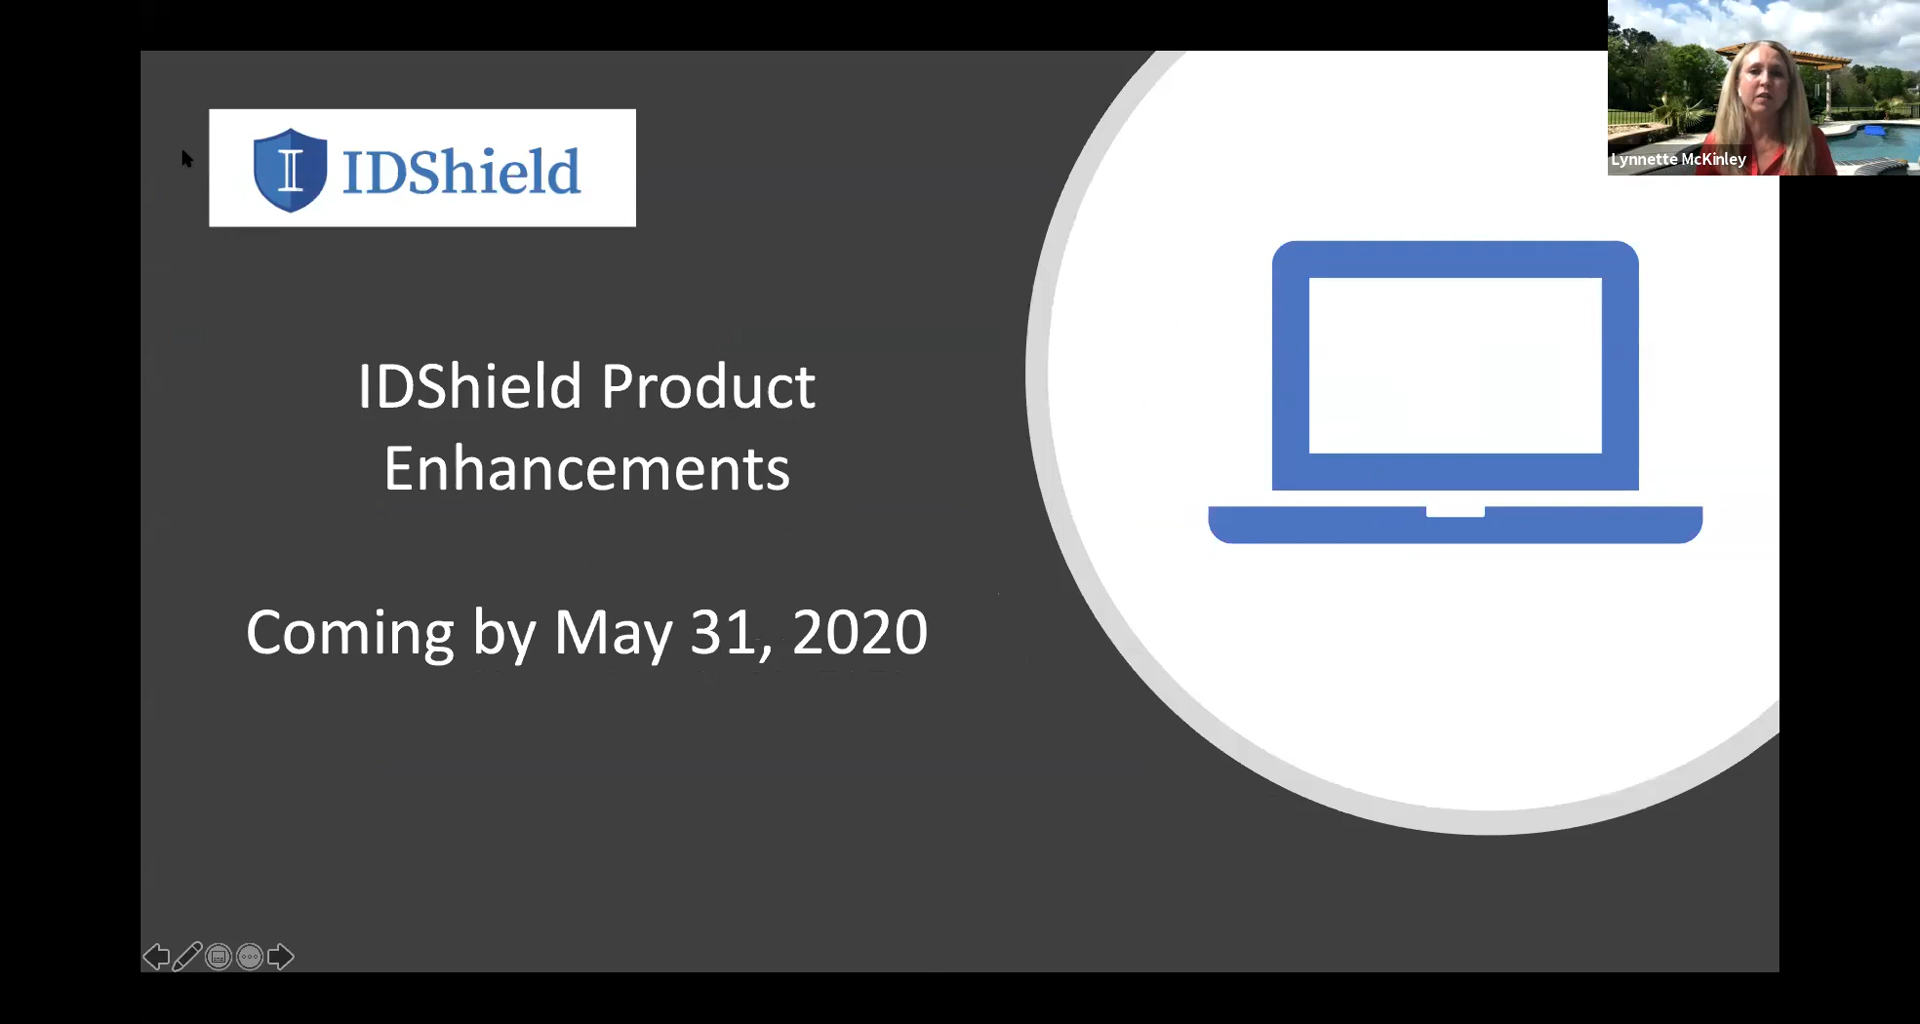 IDShield
IDShield Product
Enhancements
Coming by May 31, 2020
Lynnette McKinley